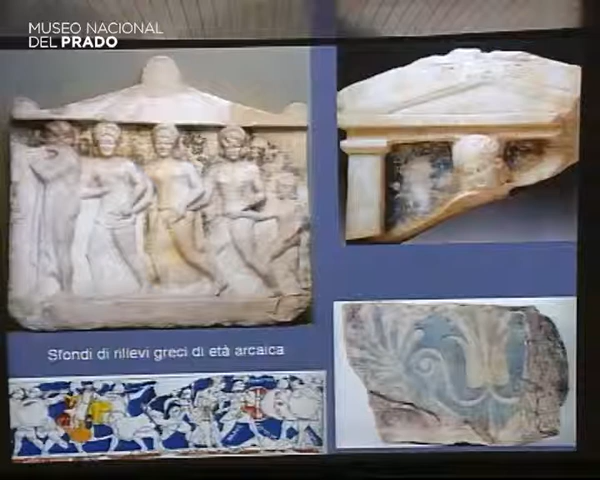 MUSEO NACIONAL
DEL PRADO
Sfondi di rilievi greci di età arcaica